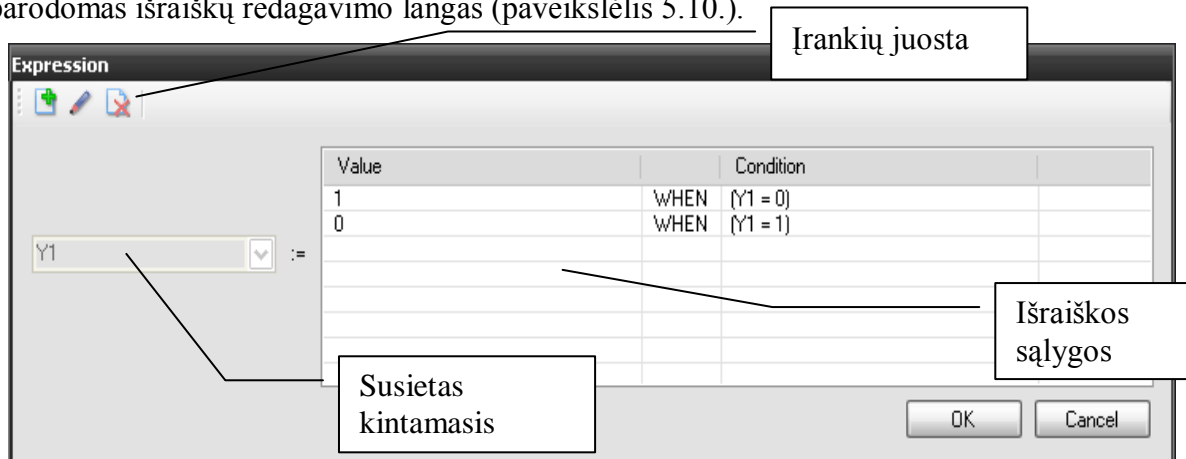 parodomas išraiškų redagavimo langas (paveikslėlis 5.10.).
Įrankių juosta
Expression
Value Condition
1 WHEN (Y1 = 0)
0 WHEN (Y1 = 1)
Y1 :=
Išraiškos
sąlygos
Susietas
kintamasis
OK Cancel